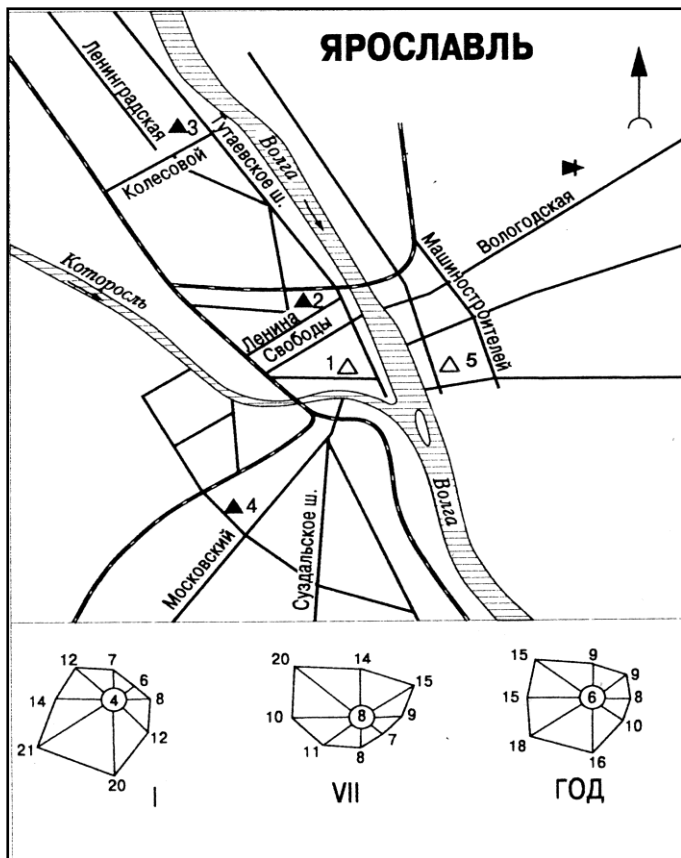 ЯРОСЛАВЛЬ
Ленинградская
3
Тутаевское ш.
Волга
Колесовой
Вологодская
Машиностроителей
Которосль
2
Ленина
Свободы
1
5
4
Волга
Московский
Суздальское ш.
12
7
6
14
4
8
21
12
20
I
20
14
15
10
8
9
11
7
8
VII
15
9
9
15
6
8
10
18
16
ГОД